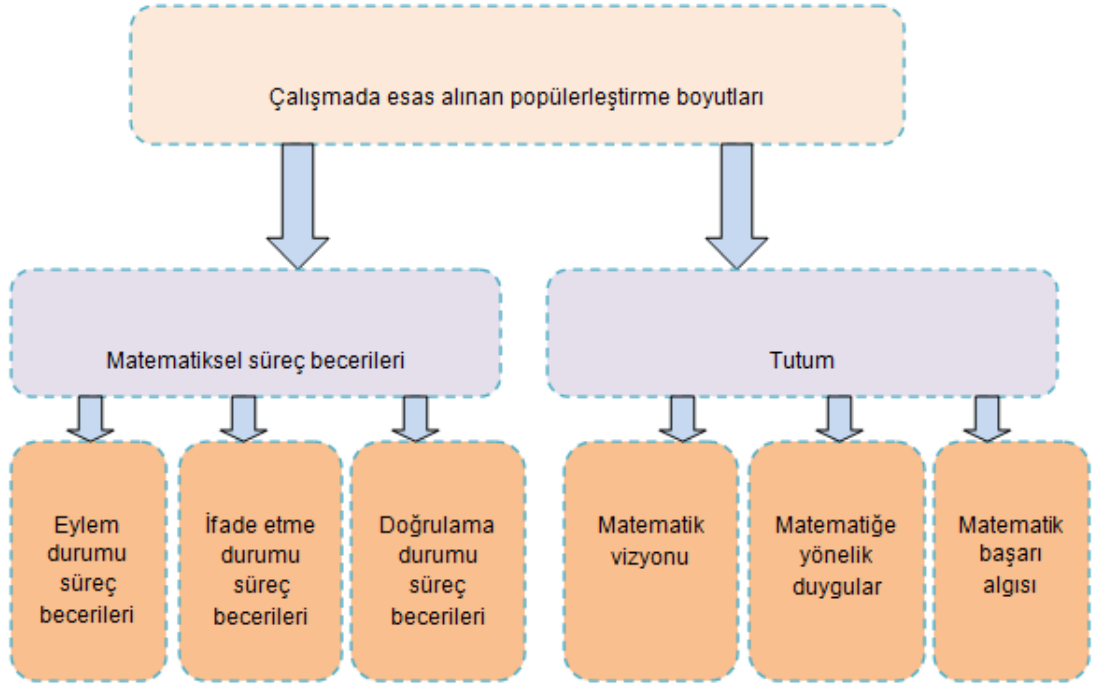 Çalışmada esas alınan popülerleştirme boyutları
Matematiksel süreç becerileri
Tutum
Eylem
durumu
süreç
becerileri
İfade etme
durumu
süreç
becerileri
Doğrulama
durumu
süreç
becerileri
Matematik
vizyonu
Matematiğe
yönelik
duygular
Matematik
başarı
algısı